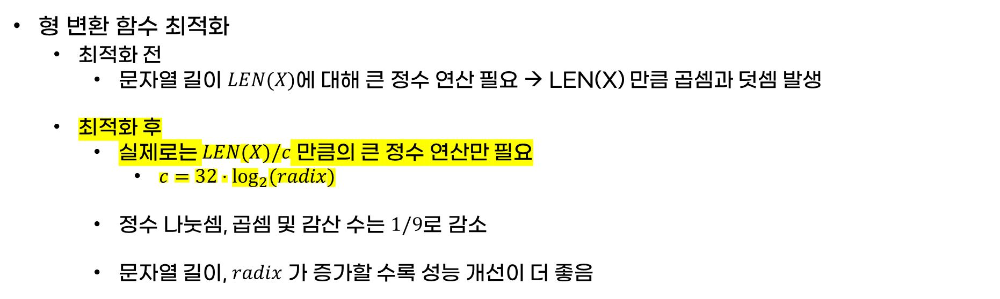 • 형 변환 함수 최적화
• 최적화 전
• 문자열 길이 LEN(X)에 대해 큰 정수 연산 필요 → LEN(X) 만큼 곱셈과 덧셈 발생
• 최적화 후
• 실제로는 LEN(X)/c 만큼의 큰 정수 연산만 필요
• c = 32 · log₂(radix)
• 정수 나눗셈, 곱셈 및 감산 수는 1/9로 감소
• 문자열 길이, radix 가 증가할 수록 성능 개선이 더 좋음